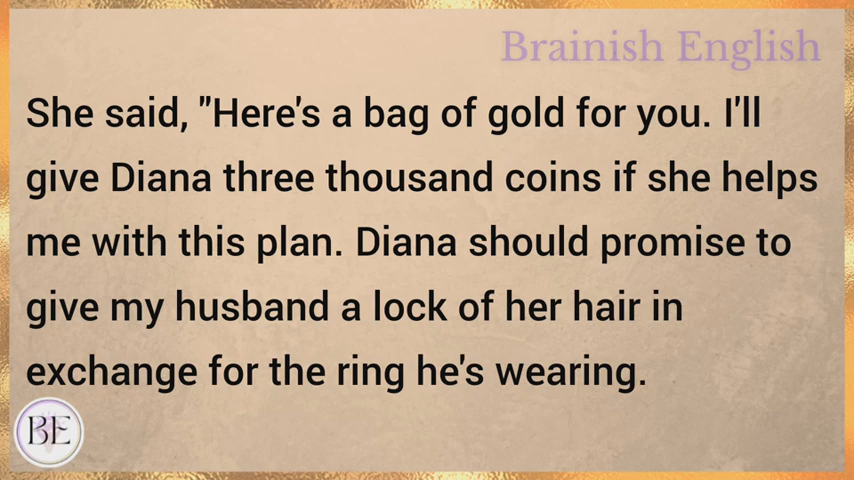 Brainish English
She said, "Here's a bag of gold for you. I'll
give Diana three thousand coins if she helps
me with this plan. Diana should promise to
give my husband a lock of her hair in
exchange for the ring he's wearing.
BE